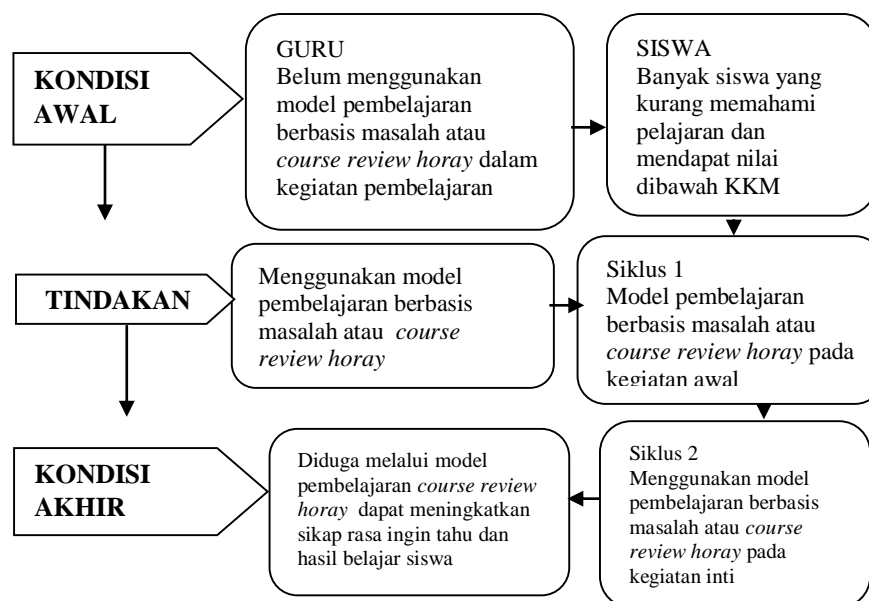 KONDISI
AWAL
GURU
Belum menggunakan
model pembelajaran
berbasis masalah atau
course review horay dalam
kegiatan pembelajaran
SISWA
Banyak siswa yang
kurang memahami
pelajaran dan
mendapat nilai
dibawah KKM
TINDAKAN
Menggunakan model
pembelajaran berbasis
masalah atau course
review horay
Siklus 1
Model pembelajaran
berbasis masalah atau
course review horay pada
kegiatan awal
KONDISI
AKHIR
Diduga melalui model
pembelajaran course review
horay dapat meningkatkan
sikap rasa ingin tahu dan
hasil belajar siswa
Siklus 2
Menggunakan model
pembelajaran berbasis
masalah atau course
review horay pada
kegiatan inti